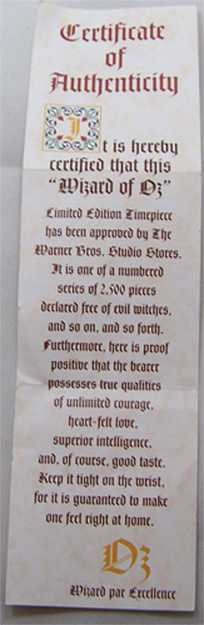 Certificate
of
Authenticity
It is hereby
certified that this
"Wizard of Oz"
Limited Edition Timepiece
has been approved by The
Warner Bros. Studio Stores.
It is one of a numbered
series of 2,500 pieces
declared free of evil witches,
and so on, and so forth.
Furthermore, here is proof
positive that the bearer
possesses true qualities
of unlimited courage,
heart-felt love,
superior intelligence,
and, of course, good taste.
Keep it tight on the wrist,
for it is guaranteed to make
one feel right at home.
Oz
Wizard par Excellence